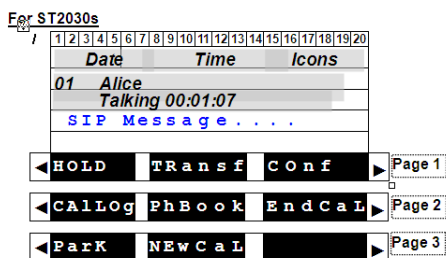 For ST2030s
1 2 3 4 5 6 7 8 9 10 11 12 13 14 15 16 17 18 19 20
Date Time Icons
01 Alice
Talking 00:01:07
SIP Message....
HOLD TRansf COnf Page 1
CAllOg PhBook EndCaL Page 2
ParK NEwCaL Page 3